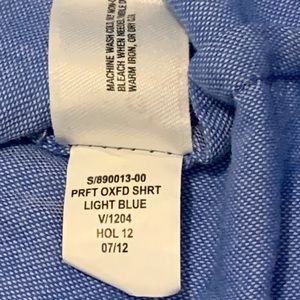 MACHINE WASH COLD BY
BLEACH WHEN NEEDED.
WARM IRON, OR DRY
S/890013-00
PRFT OXFD SHRT
LIGHT BLUE
V/1204
HOL 12
07/12